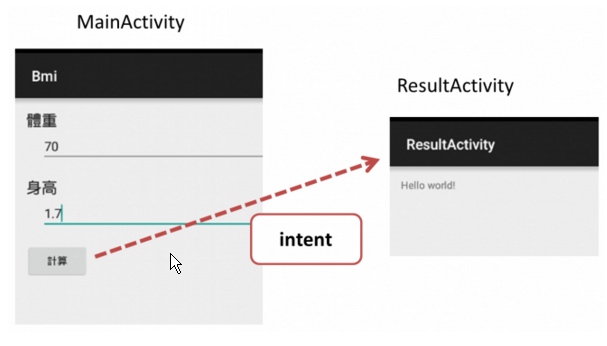 MainActivity
Bmi
體重
70
身高
1.7
計算
intent
ResultActivity
ResultActivity
Hello world!